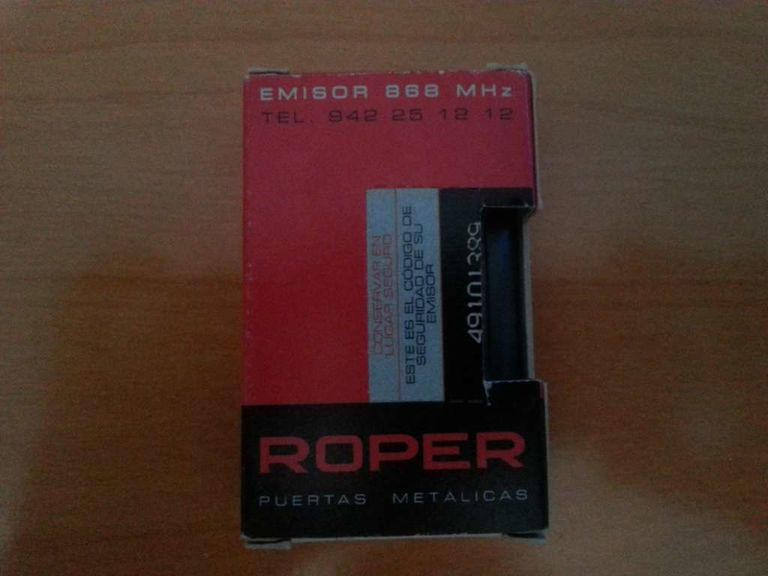 EMISOR 868 MHz
TEL. 942 25 12 12
CONSERVAR EN
LUGAR SEGURO
ESTE ES EL CÓDIGO DE
SEGURIDAD DE SU
EMISOR
49101389
ROPER
PUERTAS METÁLICAS